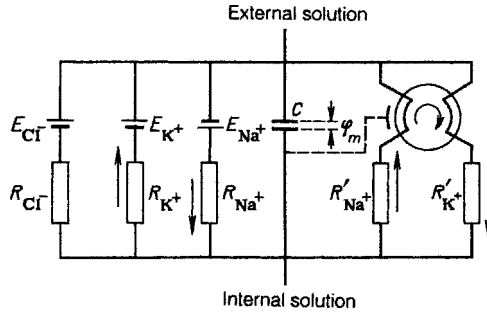 External solution
E_Cl⁻ E_K⁺ E_Na⁺ C φ_m
R_Cl⁻ R_K⁺ R_Na⁺ R′_Na⁺ R′_K⁺
Internal solution